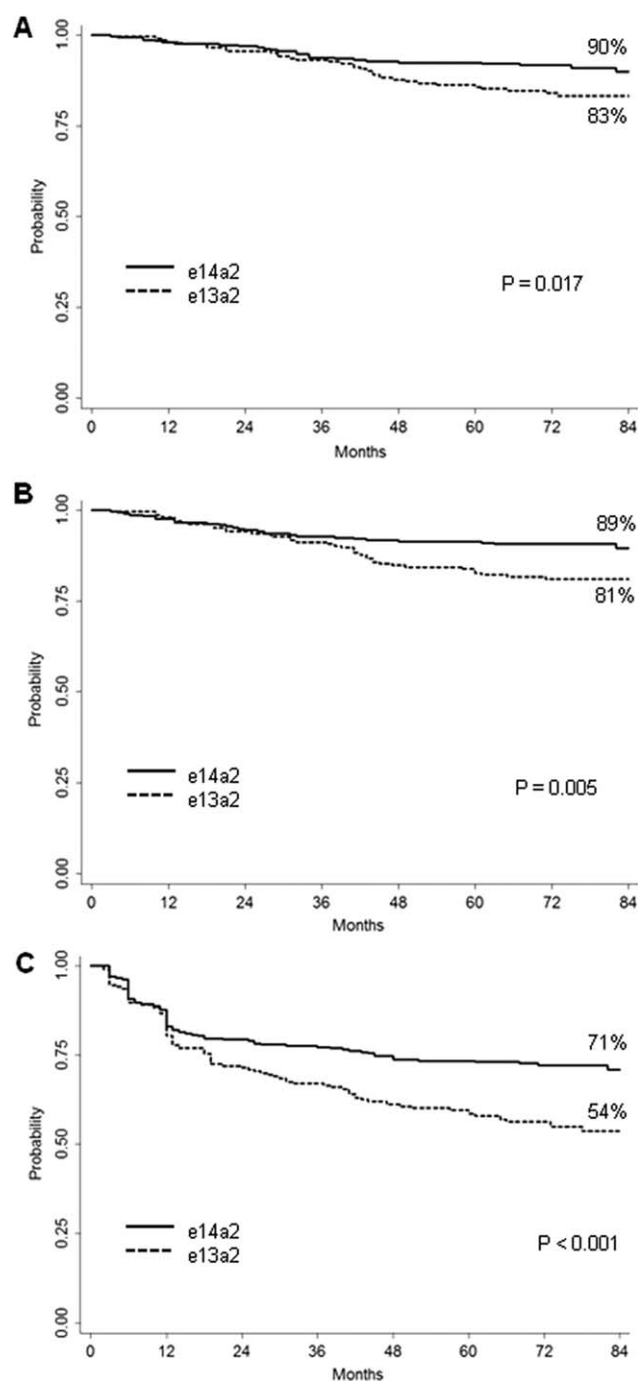 A
1.00
0.75
0.50
0.25
0.00
Probability
90%
83%
e14a2
e13a2
P = 0.017
0 12 24 36 48 60 72 84
Months
B
1.00
0.75
0.50
0.25
0.00
Probability
89%
81%
e14a2
e13a2
P = 0.005
0 12 24 36 48 60 72 84
Months
C
1.00
0.75
0.50
0.25
0.00
Probability
71%
54%
e14a2
e13a2
P < 0.001
0 12 24 36 48 60 72 84
Months